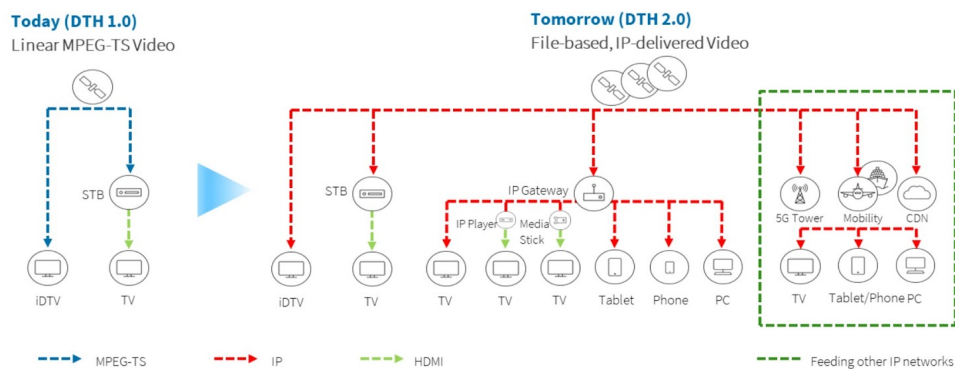 Today (DTH 1.0)
Linear MPEG-TS Video
Tomorrow (DTH 2.0)
File-based, IP-delivered Video
STB
iDTV
TV
STB
IP Gateway
IP Player
Media
Stick
5G Tower
Mobility
CDN
iDTV
TV
TV
TV
TV
Tablet
Phone
PC
TV
Tablet/Phone
PC
MPEG-TS
IP
HDMI
Feeding other IP networks